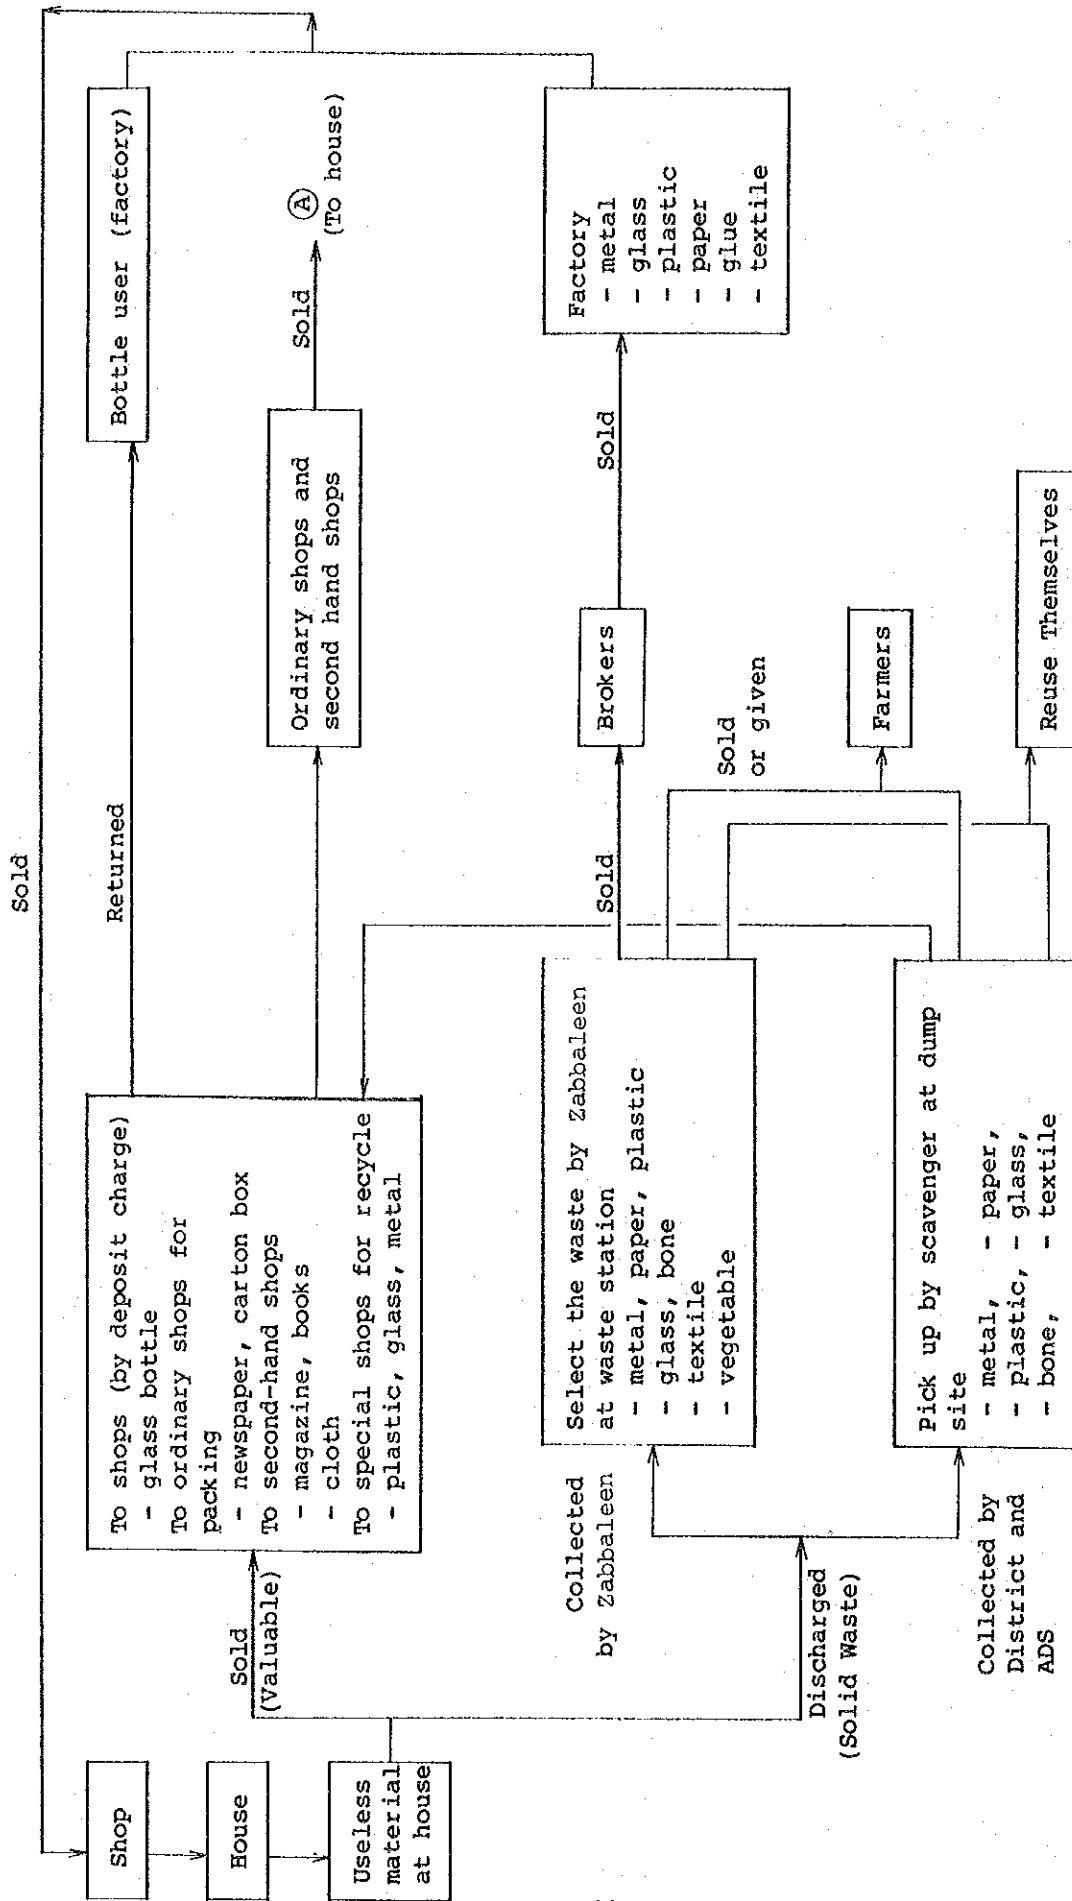 Sold
Shop
House
Useless
material
at house
Sold
(Valuable)
Discharged
(Solid Waste)
To shops (by deposit charge)
- glass bottle
To ordinary shops for
packing
- newspaper, carton box
To second-hand shops
- magazine, books
- cloth
To special shops for recycle
- plastic, glass, metal
Returned
Bottle user (factory)
Ordinary shops and
second hand shops
Sold
A
(To house)
Collected
by Zabbaleen
Select the waste by Zabbaleen
at waste station
- metal, paper, plastic
- glass, bone
- textile
- vegetable
Sold
Brokers
Sold
Factory
- metal
- glass
- plastic
- paper
- glue
- textile
Sold
or given
Farmers
Collected by
District and
ADS
Pick up by scavenger at dump
site
- metal, - paper,
- plastic, - glass,
- bone, - textile
Reuse Themselves